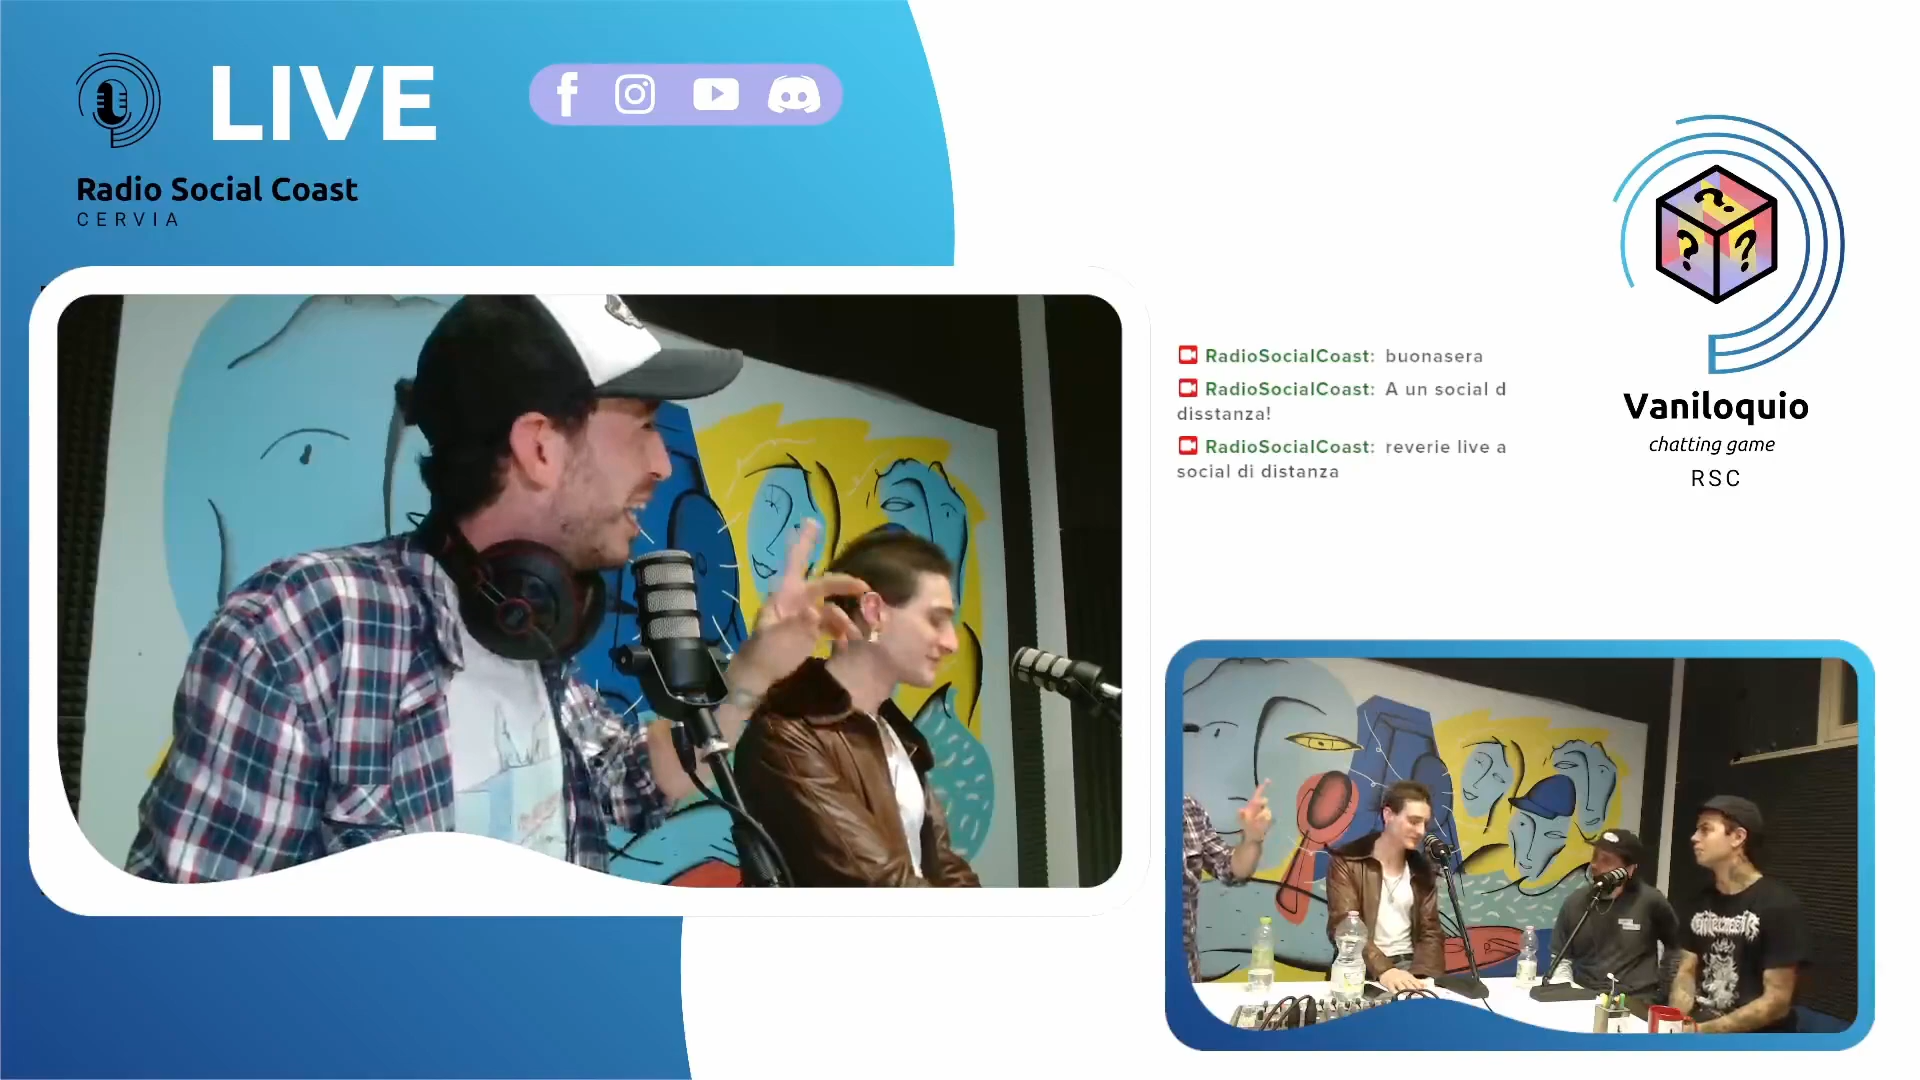 LIVE
Radio Social Coast
CERVIA
RadioSocialCoast: buonasera
RadioSocialCoast: A un social d
disstanza!
RadioSocialCoast: reverie live a
social di distanza
? ? ?
Vaniloquio
chatting game
RSC